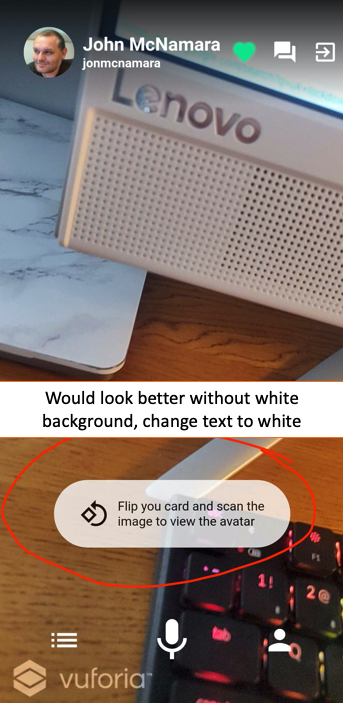 John McNamara
jonmcnamara
Lenovo
Would look better without white
background, change text to white
Flip you card and scan the
image to view the avatar
F1
1!
2@
tab
Q
vuforia™